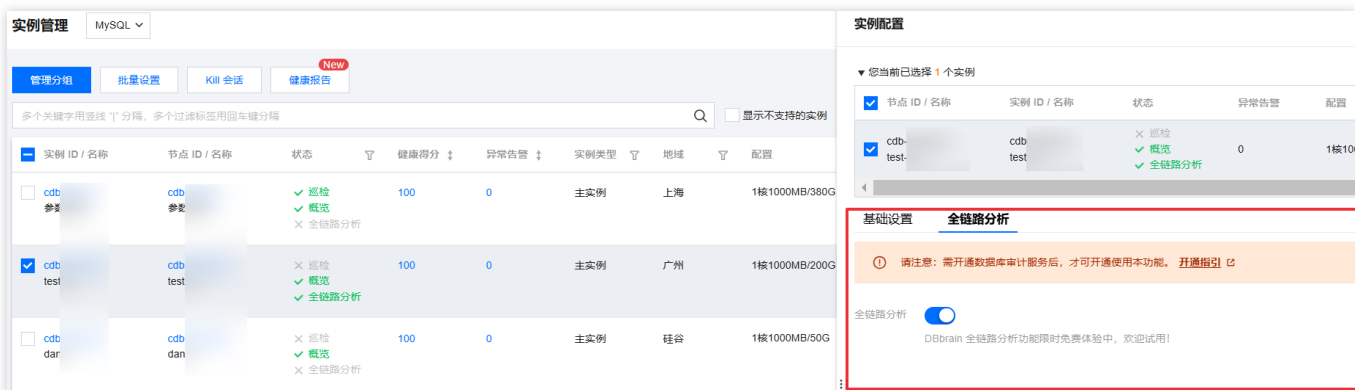 实例管理 MySQL
New
管理分组 批量设置 Kill 会话 健康报告
多个关键字用竖线 "|" 分隔，多个过滤标签用回车键分隔 显示不支持的实例
实例 ID / 名称 节点 ID / 名称 状态 健康得分 异常告警 实例类型 地域 配置
cdb cdb 巡检 100 0 主实例 上海 1核1000MB/380G
参数 参数 概览
全链路分析
cdb cdb 巡检 100 0 主实例 广州 1核1000MB/200G
test test 概览
全链路分析
cdb cdb 巡检 100 0 主实例 硅谷 1核1000MB/50G
dan dan 概览
全链路分析
实例配置
您当前已选择 1 个实例
节点 ID / 名称 实例 ID / 名称 状态 异常告警 配置
cdb- cdb 巡检
test- test 概览 0 1核100
全链路分析
基础设置 全链路分析
请注意：需开通数据库审计服务后，才可开通使用本功能。 开通指引
全链路分析
DBbrain 全链路分析功能限时免费体验中，欢迎试用！